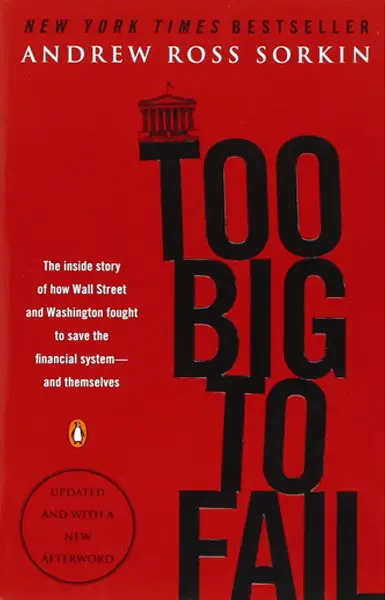 NEW YORK TIMES BESTSELLER
ANDREW ROSS SORKIN
TOO
BIG
TO
FAIL
The inside story
of how Wall Street
and Washington fought
to save the
financial system—
and themselves
UPDATED
AND WITH A
NEW
AFTERWORD